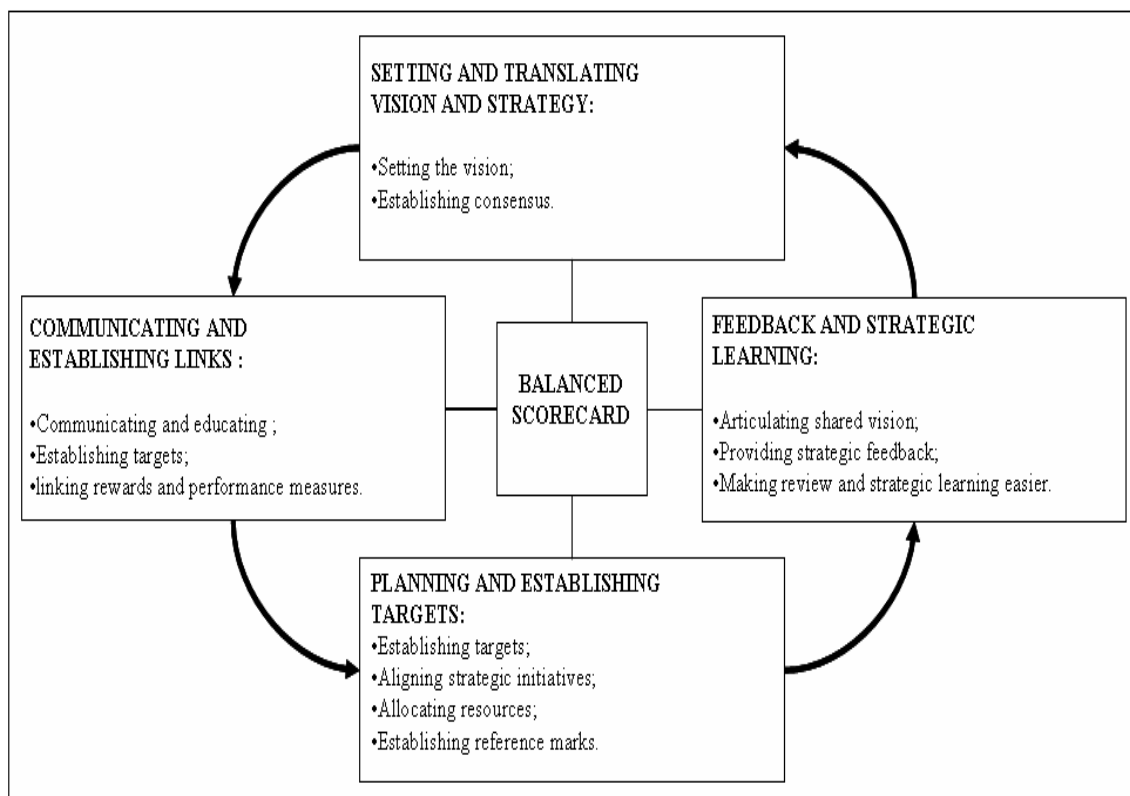 SETTING AND TRANSLATING
VISION AND STRATEGY:
•Setting the vision;
•Establishing consensus.
COMMUNICATING AND
ESTABLISHING LINKS :
•Communicating and educating ;
•Establishing targets;
•linking rewards and performance measures.
BALANCED
SCORECARD
FEEDBACK AND STRATEGIC
LEARNING:
•Articulating shared vision;
•Providing strategic feedback;
•Making review and strategic learning easier.
PLANNING AND ESTABLISHING
TARGETS:
•Establishing targets;
•Aligning strategic initiatives;
•Allocating resources;
•Establishing reference marks.